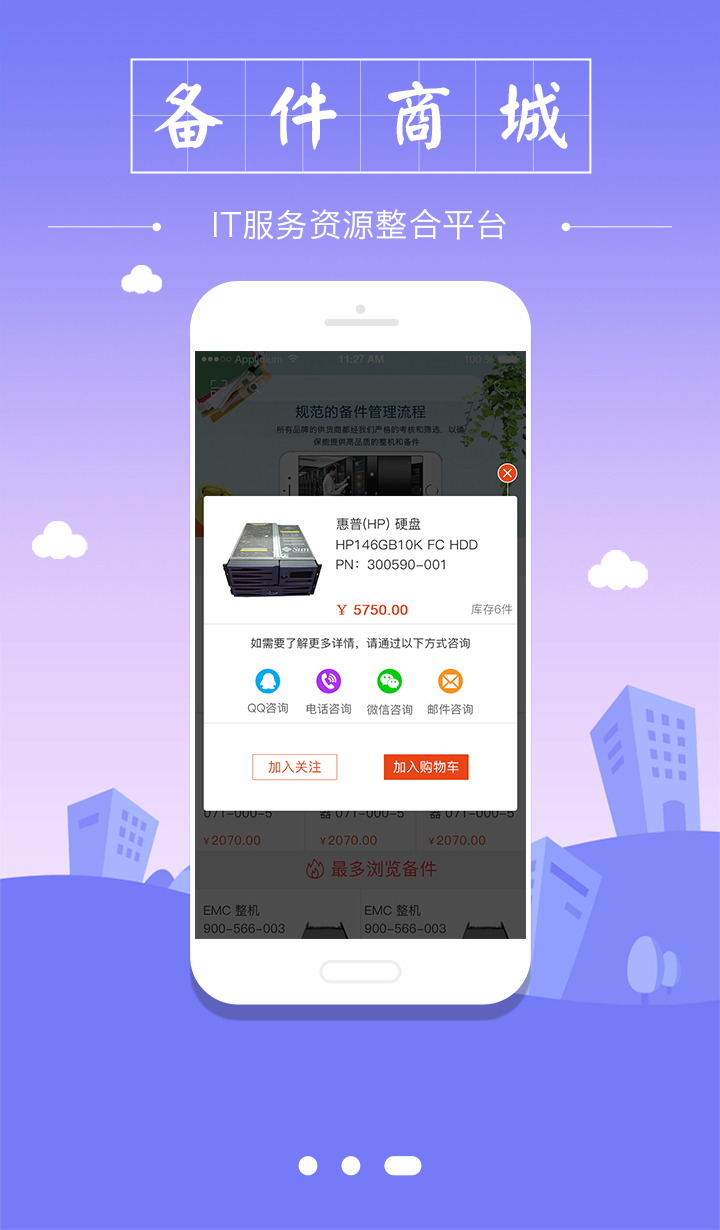 备件商城
IT服务资源整合平台
11:27 AM
100 %
规范的备件管理流程
所有品牌的供货商都经我们严格的考核和筛选，以确
保能提供高品质的整机和备件
惠普(HP) 硬盘
HP146GB10K FC HDD
PN：300590-001
Sun
¥ 5750.00
库存6件
如需要了解更多详情，请通过以下方式咨询
QQ咨询 电话咨询 微信咨询 邮件咨询
加入关注 加入购物车
071-000-5 器 071-000-5 器 071-000-5
¥2070.00 ¥2070.00 ¥2070.00
最多浏览备件
EMC 整机 EMC 整机
900-566-003 900-566-003